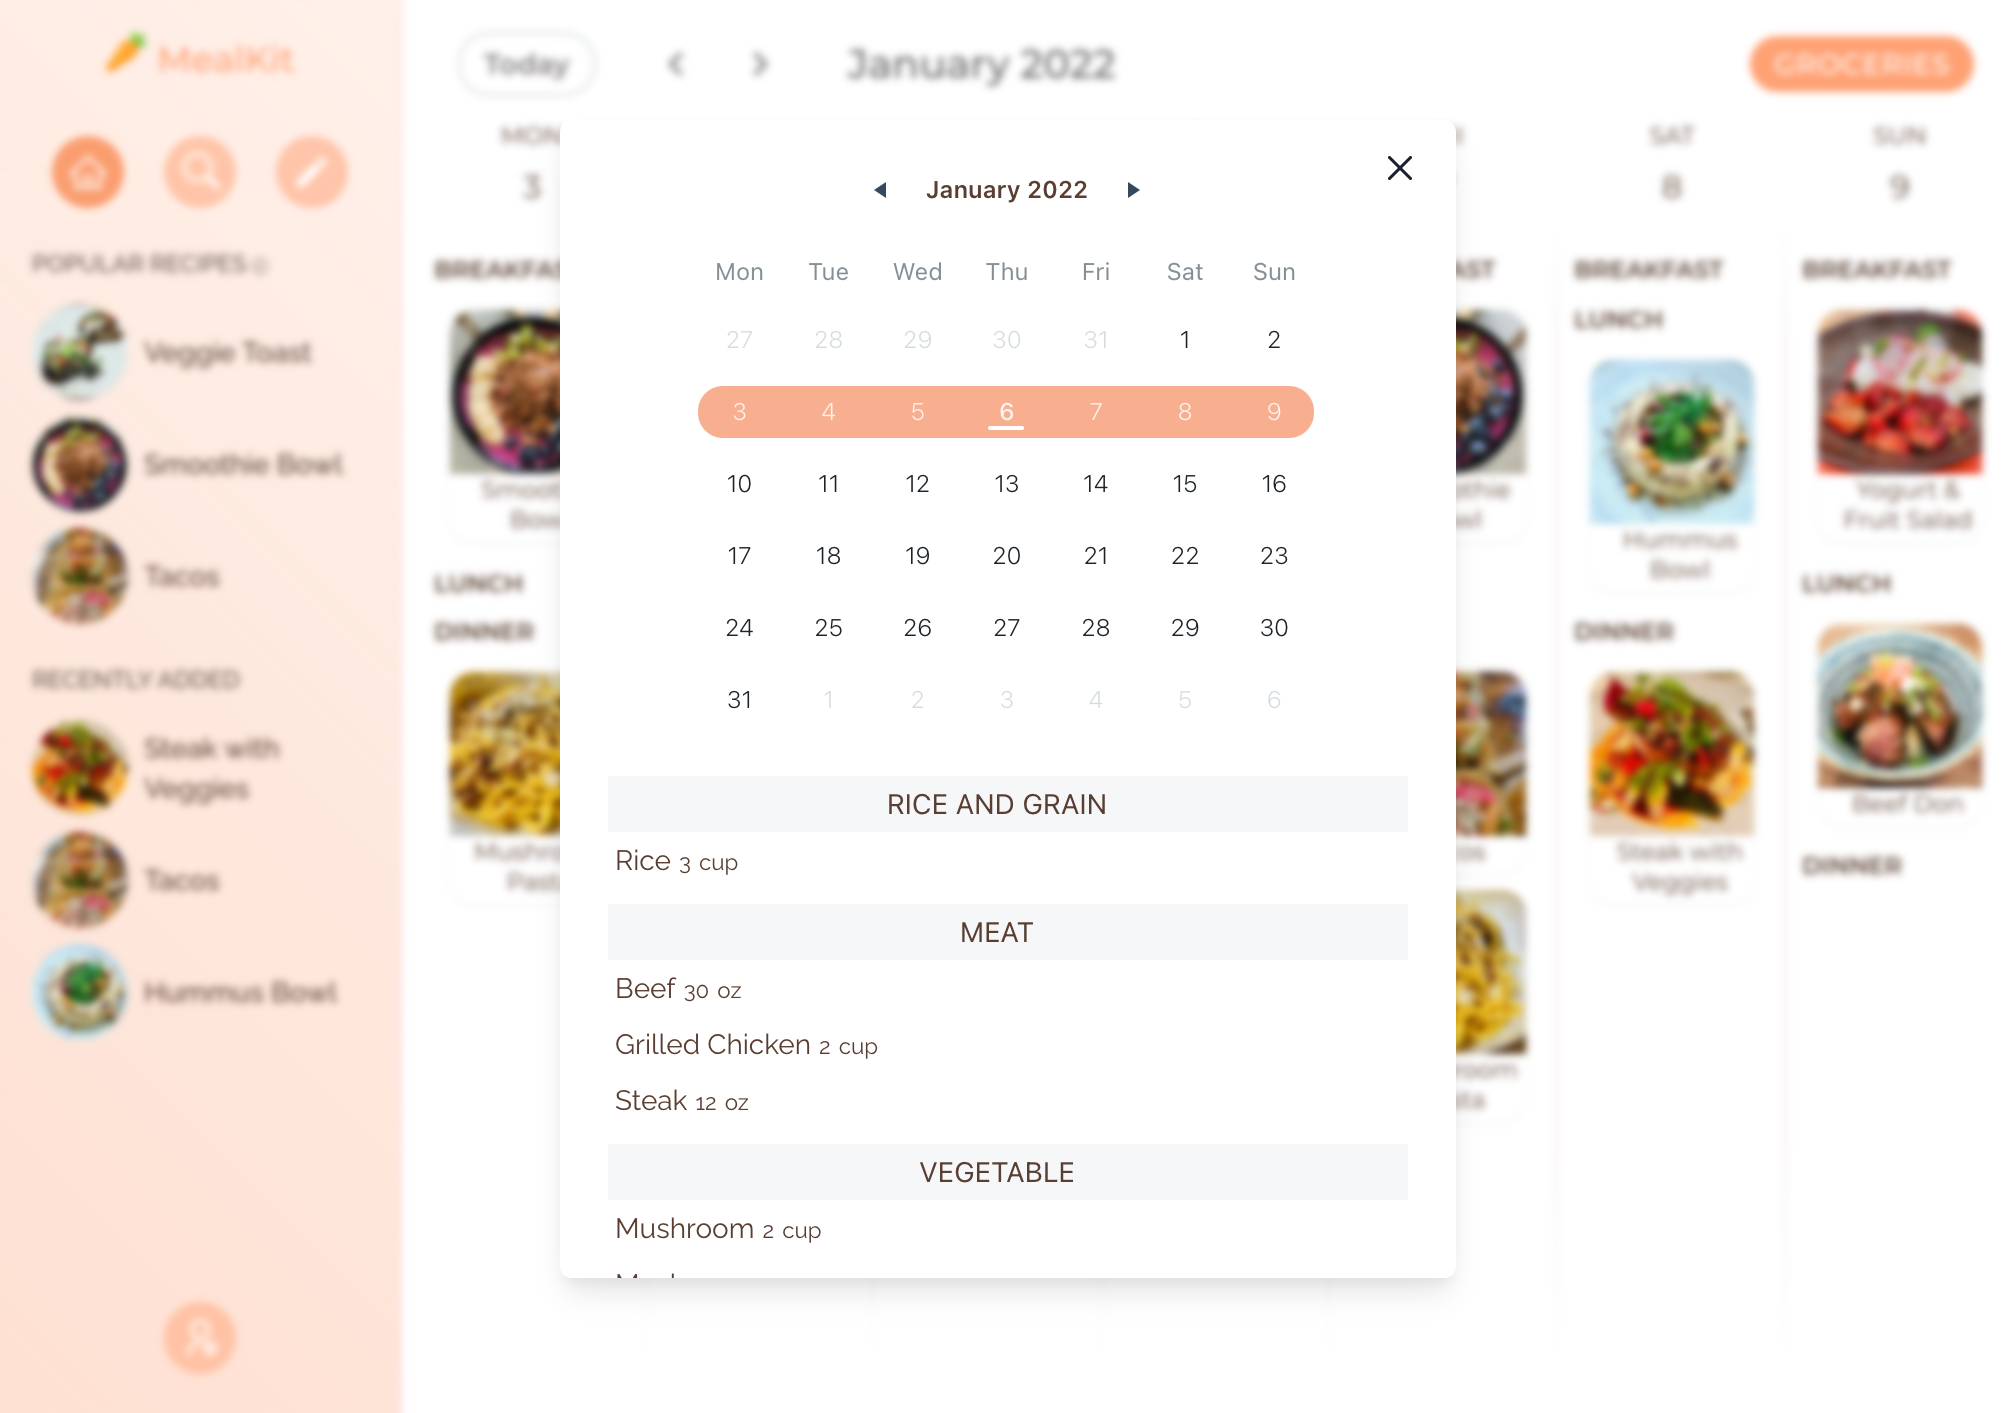 MealKit
POPULAR RECIPES
Veggie Toast
Smoothie Bowl
Tacos
RECENTLY ADDED
Steak with
Veggies
Tacos
Hummus Bowl
Today
January 2022
GROCERIES
MON
SAT
SUN
3
8
9
BREAKFAST
BREAKFAST
LUNCH
LUNCH
DINNER
Hummus
Bowl
DINNER
Steak with
Veggies
Yogurt &
Fruit Salad
LUNCH
Beef Don
DINNER
January 2022
Mon Tue Wed Thu Fri Sat Sun
27 28 29 30 31 1 2
3 4 5 6 7 8 9
10 11 12 13 14 15 16
17 18 19 20 21 22 23
24 25 26 27 28 29 30
31 1 2 3 4 5 6
RICE AND GRAIN
Rice 3 cup
MEAT
Beef 30 oz
Grilled Chicken 2 cup
Steak 12 oz
VEGETABLE
Mushroom 2 cup